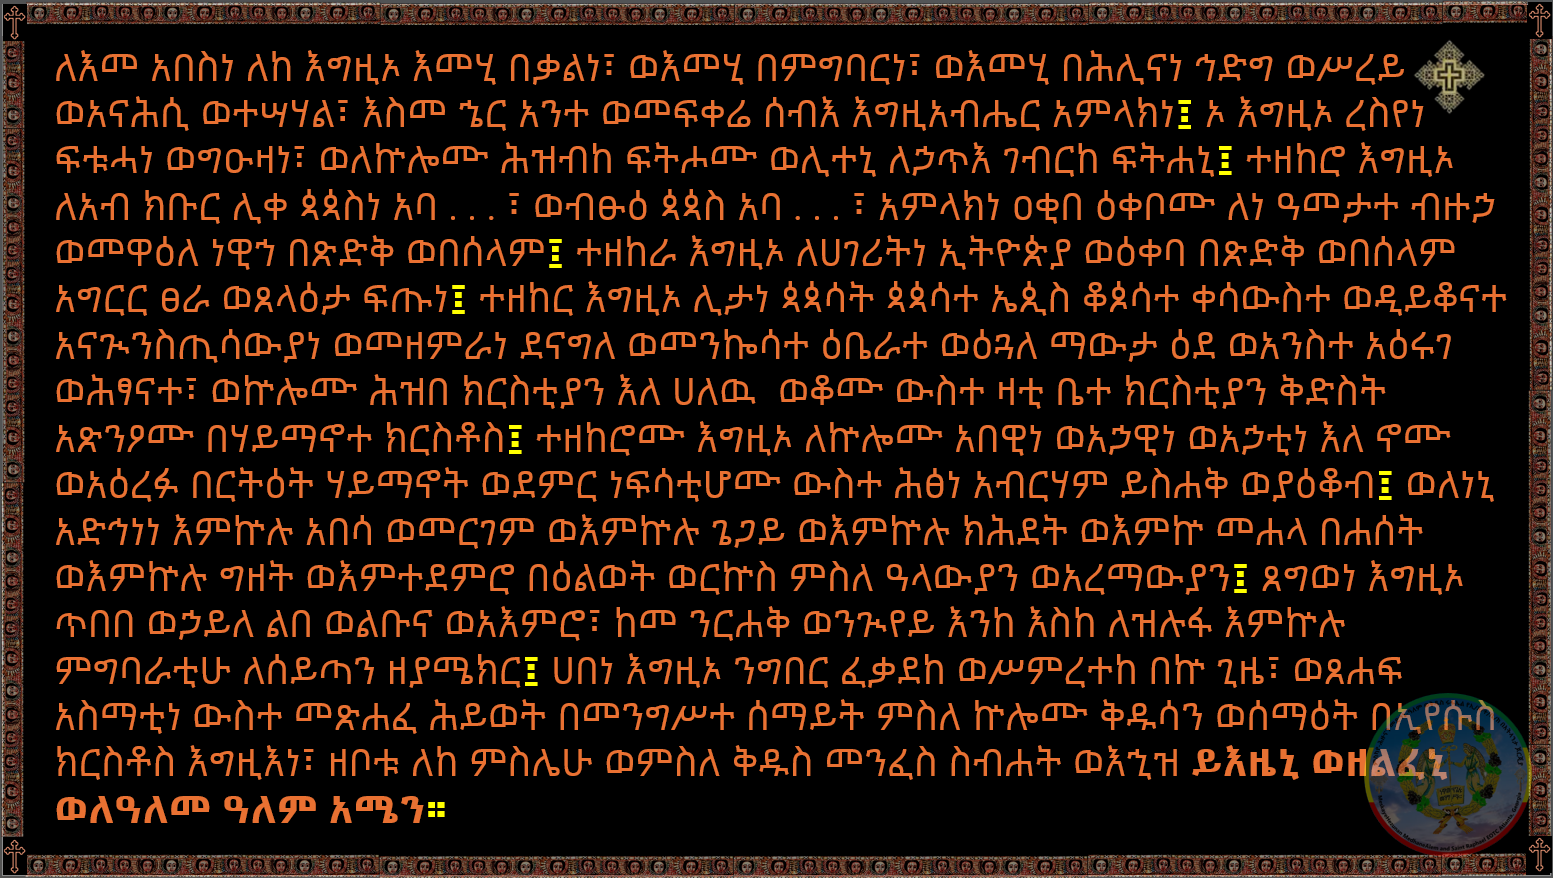 ለእመ አበስነ ለከ እግዚኦ እመሂ በቃልነ፣ ወእመሂ በምግባርነ፣ ወእመሂ በሕሊናነ ኅድግ ወሥረይ
ወአናሕሲ ወተሣሃል፣ እስመ ኄር አንተ ወመፍቀሬ ሰብእ እግዚአብሔር አምላክነ፤ ኦ እግዚኦ ረስየነ
ፍቱሓነ ወግዑዛነ፣ ወለኵሎሙ ሕዝብከ ፍትሖሙ ወሊተኒ ለኃጥእ ገብርከ ፍትሐኒ፤ ተዘከሮ እግዚኦ
ለአብ ክቡር ሊቀ ጳጳስነ አባ . . . ፣ ወብፁዕ ጳጳስ አባ . . . ፣ አምላክነ ዐቂበ ዕቀቦሙ ለነ ዓመታተ ብዙኃ
ወመዋዕለ ነዊኀ በጽድቅ ወበሰላም፤ ተዘከራ እግዚኦ ለሀገሪትነ ኢትዮጵያ ወዕቀባ በጽድቅ ወበሰላም
አግርር ፀራ ወጸላዕታ ፍጡነ፤ ተዘከር እግዚኦ ሊታነ ጳጳሳት ጳጳሳተ ኤጲስ ቆጶሳተ ቀሳውስተ ወዲይቆናተ
አናጒንስጢሳውያነ ወመዘምራነ ደናግለ ወመንኰሳተ ዕቤራተ ወዕጓለ ማውታ ዕደ ወአንስተ አዕሩገ
ወሕፃናተ፣ ወኵሎሙ ሕዝበ ክርስቲያን እለ ሀለዉ ወቆሙ ውስተ ዛቲ ቤተ ክርስቲያን ቅድስት
አጽንዖሙ በሃይማኖተ ክርስቶስ፤ ተዘከሮሙ እግዚኦ ለኵሎሙ አበዊነ ወአኃዊነ ወአኃቲነ እለ ኖሙ
ወአዕረፉ በርትዕት ሃይማኖት ወደምር ነፍሳቲሆሙ ውስተ ሕፅነ አብርሃም ይስሐቅ ወያዕቆብ፤ ወለነኒ
አድኅነነ እምኵሉ አበሳ ወመርገም ወእምኵሉ ጌጋይ ወእምኵሉ ክሕደት ወእምኵ መሐላ በሐሰት
ወእምኵሉ ግዘት ወእምተደምሮ በዕልወት ወርኵስ ምስለ ዓላውያን ወአረማውያን፤ ጸግወነ እግዚኦ
ጥበበ ወኃይለ ልበ ወልቡና ወአእምሮ፣ ከመ ንርሐቅ ወንጒየይ እንከ እስከ ለዝሉፋ እምኵሉ
ምግባራቲሁ ለሰይጣን ዘያሜክር፤ ሀበነ እግዚኦ ንግበር ፈቃደከ ወሥምረተከ በኵ ጊዜ፣ ወጸሐፍ
አስማቲነ ውስተ መጽሐፈ ሕይወት በመንግሥተ ሰማይት ምስለ ኵሎሙ ቅዱሳን ወሰማዕት በኢየሱስ
ክርስቶስ እግዚእነ፣ ዘቦቱ ለከ ምስሌሁ ወምስለ ቅዱስ መንፈስ ስብሐት ወእኂዝ ይእዜኒ ወዘልፈኒ
ወለዓለመ ዓለም አሜን።